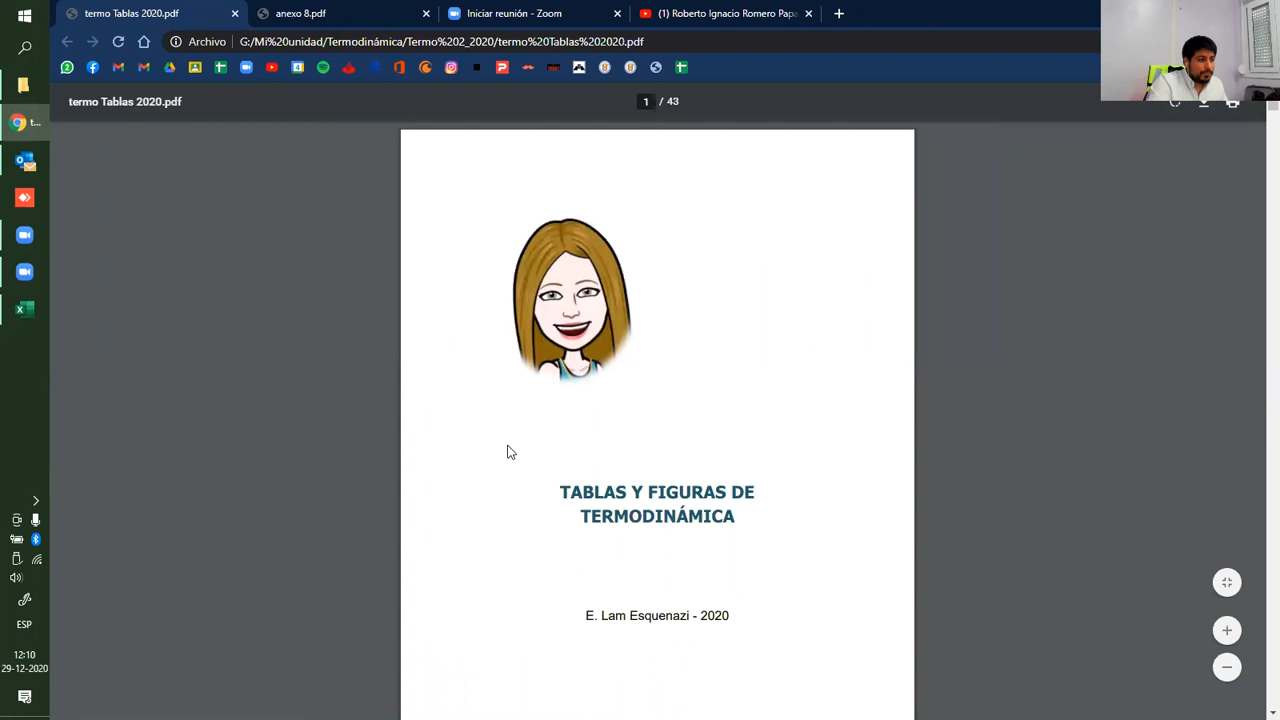 termo Tablas 2020.pdf
anexo 8.pdf
Iniciar reunión - Zoom
(1) Roberto Ignacio Romero Papa
Archivo
G:/Mi%20unidad/Termodinámica/Termo%202_2020/termo%20Tablas%202020.pdf
termo Tablas 2020.pdf
1 / 43
t...
TABLAS Y FIGURAS DE
TERMODINÁMICA
E. Lam Esquenazi - 2020
ESP
12:10
29-12-2020